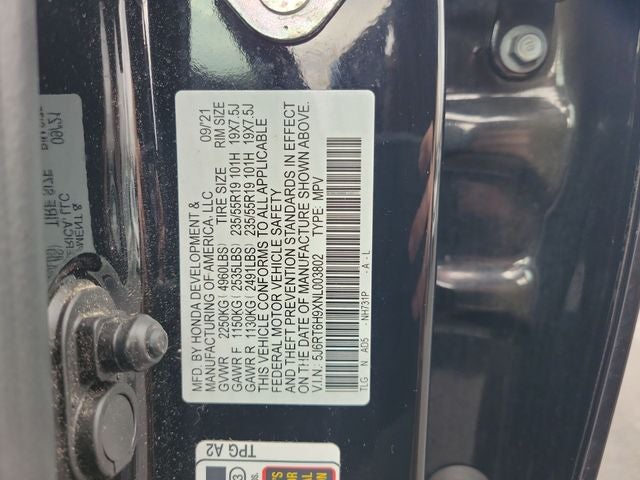 MFD. BY HONDA DEVELOPMENT &
MANUFACTURING OF AMERICA, LLC 09/21
TIRE SIZE RIM SIZE
GVWR 2250KG( 4960LBS)
GAWR F 1150KG( 2535LBS) 235/55R19 101H 19X7.5J
GAWR R 1130KG( 2491LBS) 235/55R19 101H 19X7.5J
THIS VEHICLE CONFORMS TO ALL APPLICABLE
FEDERAL MOTOR VEHICLE SAFETY
AND THEFT PREVENTION STANDARDS IN EFFECT
ON THE DATE OF MANUFACTURE SHOWN ABOVE.
V.I.N.: 5J8RT6H9XNL003802 TYPE: MPV
TLG N AD5 - NH731P - A - L
TPG A2